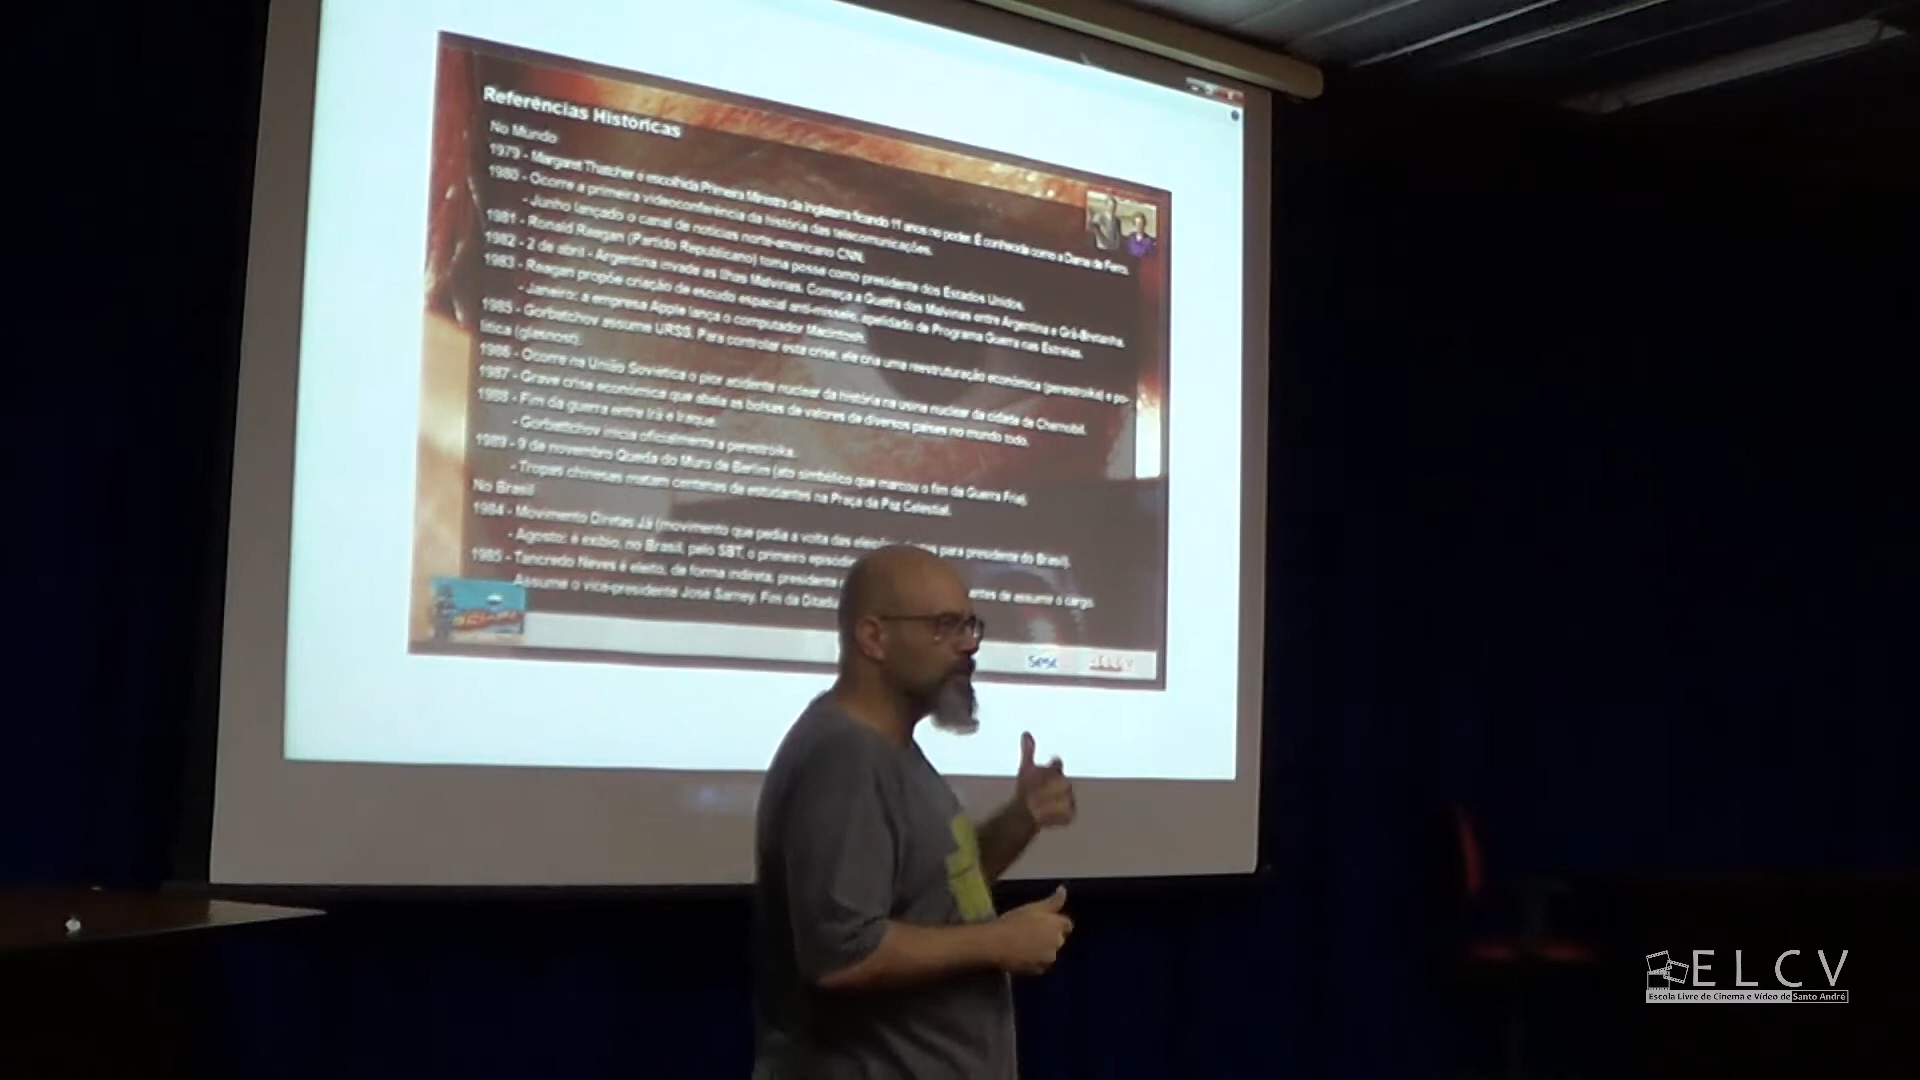 Referências Históricas
No Mundo
1979 - Margaret Thatcher é escolhida Primeira Ministra da Inglaterra ficando 11 anos no poder. É conhecida como a Dama de Ferro.
1980 - Ocorre a primeira videoconferência da história das telecomunicações.
- Junho lançado o canal de notícias norte-americano CNN.
1981 - Ronald Reagan (Partido Republicano) toma posse como presidente dos Estados Unidos.
1982 - 2 de abril - Argentina invade as Ilhas Malvinas. Começa a Guerra das Malvinas entre Argentina e Grã-Bretanha.
1983 - Reagan propõe criação de escudo espacial anti-mísseis, apelidado de Programa Guerra nas Estrelas.
- Janeiro: a empresa Apple lança o computador Macintosh.
1985 - Gorbatchov assume URSS. Para controlar esta crise, ele cria uma reestruturação econômica (perestroika) e po-
lítica (glasnost).
1986 - Ocorre na União Soviética o pior acidente nuclear da história na usina nuclear da cidade de Chernobil.
1987 - Grave crise econômica que abala as bolsas de valores de diversos países no mundo todo.
1988 - Fim da guerra entre Irã e Iraque.
- Gorbatchov inicia oficialmente a perestroika.
1989 - 9 de novembro Queda do Muro de Berlim (ato simbólico que marcou o fim da Guerra Fria).
- Tropas chinesas matam centenas de estudantes na Praça da Paz Celestial.
No Brasil
1984 - Movimento Diretas Já (movimento que pedia a volta das para presidente do Brasil).
- Agosto: é exibio, no Brasil, pelo SBT, o primeiro
1985 - Tancredo Neves é eleito, de forma indireta, presidente antes de assumir o cargo.
Assume o vice-presidente José Sarney. Fim da
sesc
ELCV
ELCV
Escola Livre de Cinema e Vídeo de Santo André